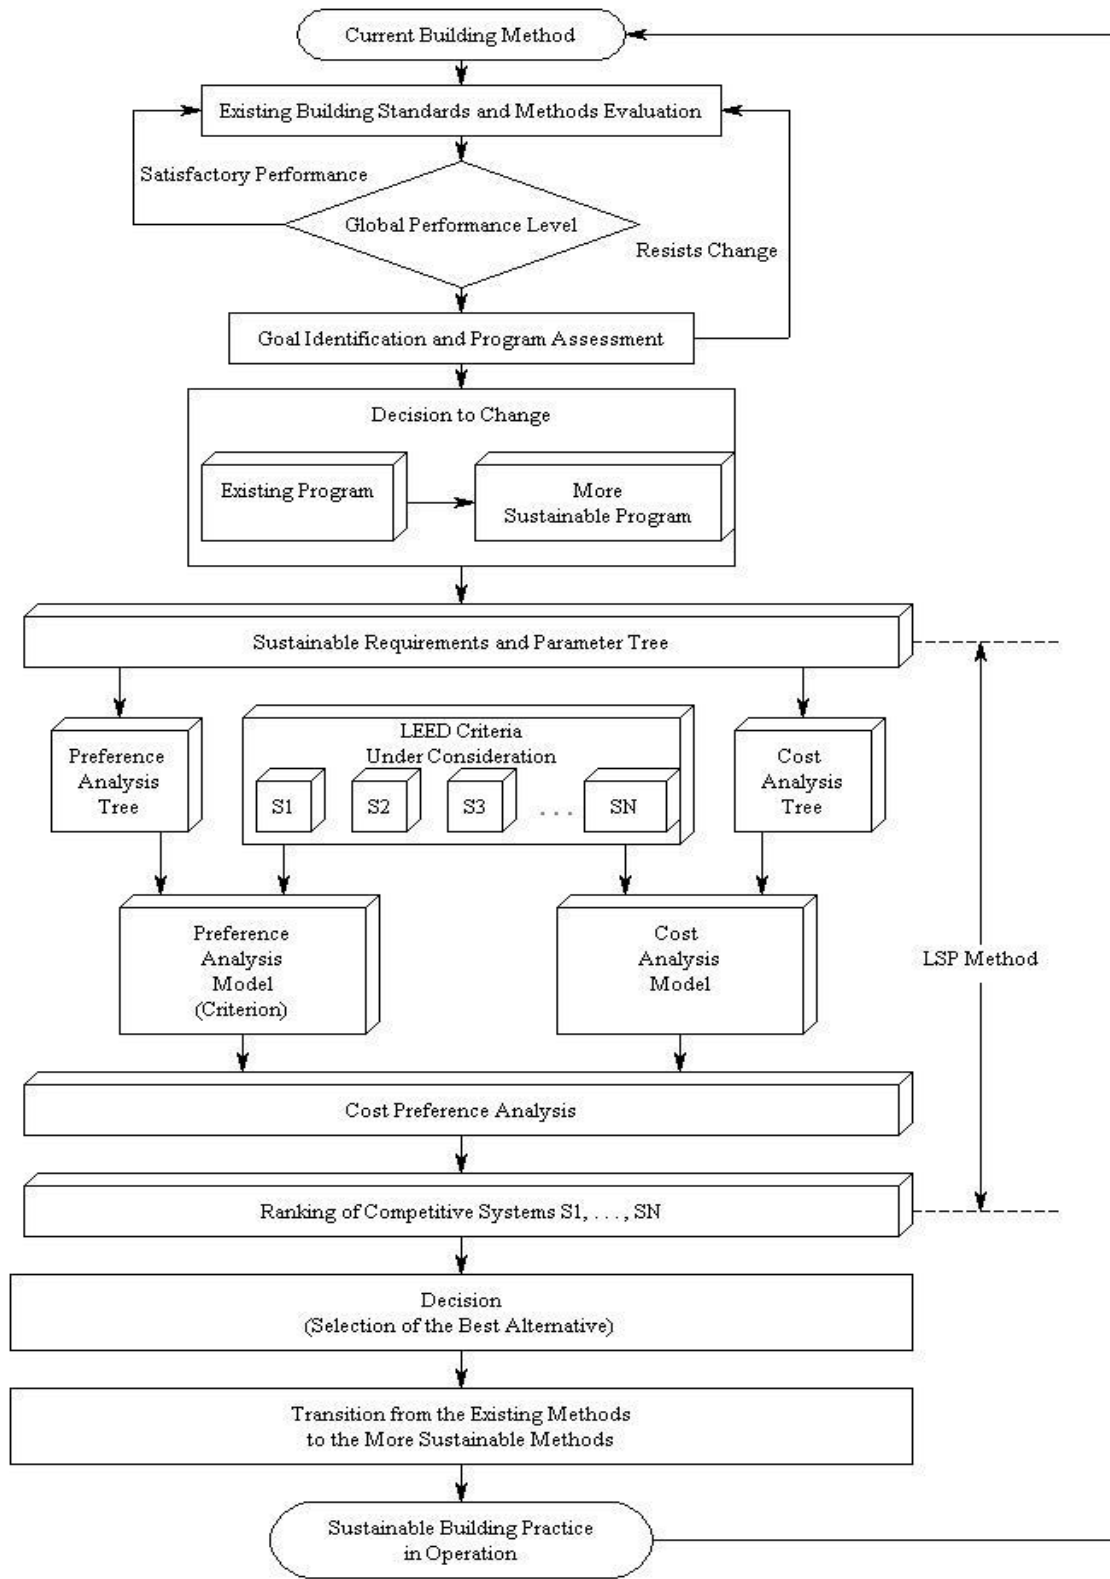 Current Building Method
Existing Building Standards and Methods Evaluation
Satisfactory Performance
Global Performance Level
Resists Change
Goal Identification and Program Assessment
Decision to Change
Existing Program
More
Sustainable Program
Sustainable Requirements and Parameter Tree
Preference
Analysis
Tree
LEED Criteria
Under Consideration
S1
S2
S3
. . .
SN
Cost
Analysis
Tree
Preference
Analysis
Model
(Criterion)
Cost
Analysis
Model
LSP Method
Cost Preference Analysis
Ranking of Competitive Systems S1, . . . , SN
Decision
(Selection of the Best Alternative)
Transition from the Existing Methods
to the More Sustainable Methods
Sustainable Building Practice
in Operation